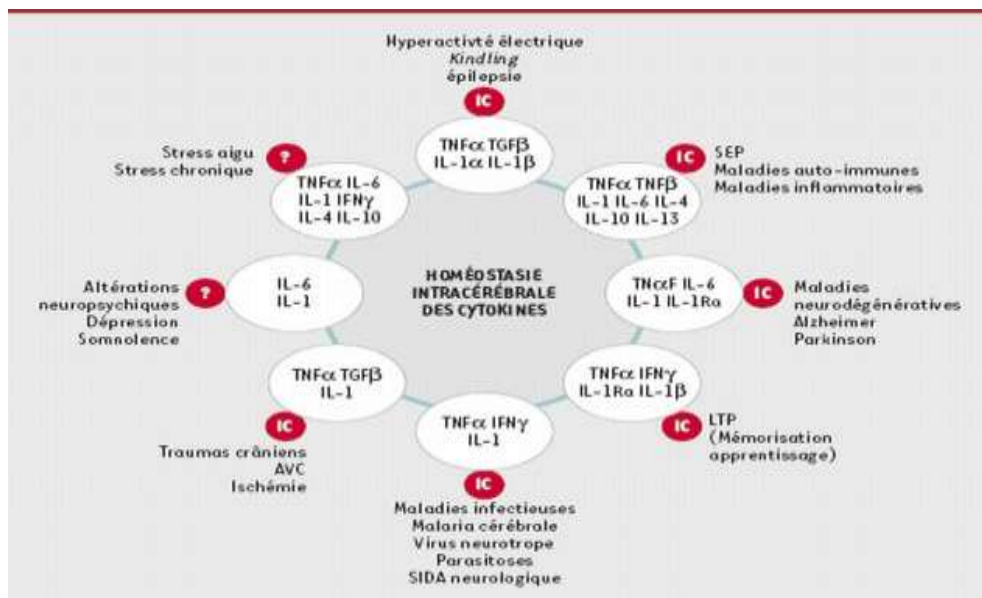 Hyperactivté électrique
Kindling
épilepsie
IC
TNFα TGFβ
IL-1α IL-1β
SEP
Maladies auto-immunes
Maladies inflammatoires
IC
TNFα TNFβ
IL-1 IL-6 IL-4
IL-10 IL-13
Maladies
neurodégénératives
Alzheimer
Parkinson
IC
TNαF IL-6
IL-1 IL-1Ra
LTP
(Mémorisation
apprentissage)
IC
TNFα IFNγ
IL-1Ra IL-1β
TNFα IFNγ
IL-1
IC
Maladies infectieuses
Malaria cérébrale
Virus neurotrope
Parasitoses
SIDA neurologique
TNFα TGFβ
IL-1
IC
Traumas crâniens
AVC
Ischémie
Altérations
neuropsychiques
Dépression
Somnolence
?
IL-6
IL-1
Stress aigu
Stress chronique
?
TNFα IL-6
IL-1 IFNγ
IL-4 IL-10
HOMÉOSTASIE
INTRACÉRÉBRALE
DES CYTOKINES